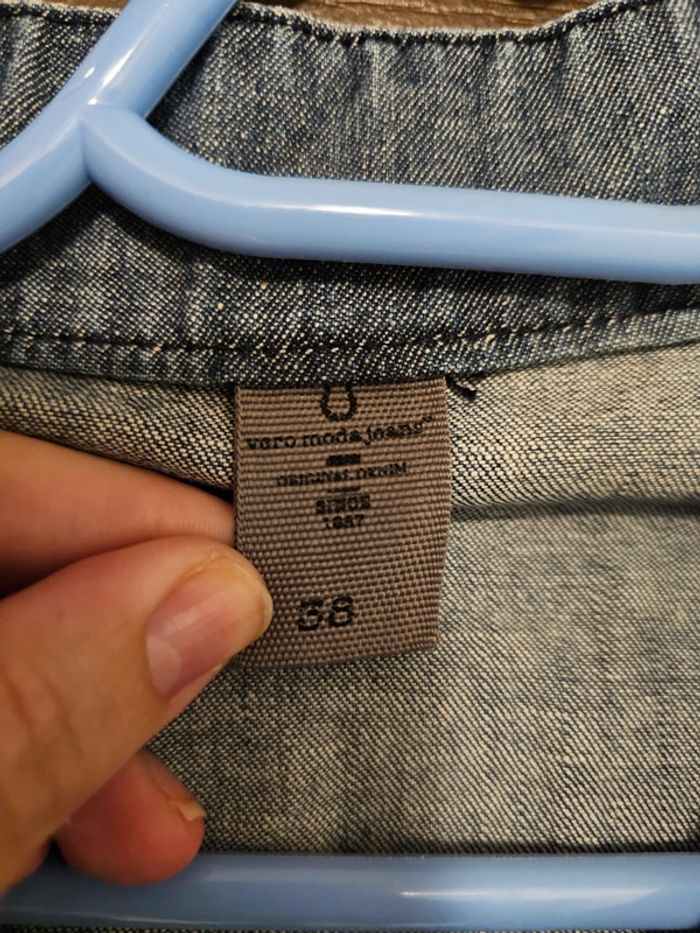 vero moda jeans
ORIGINAL DENIM
SINCE
1987
38